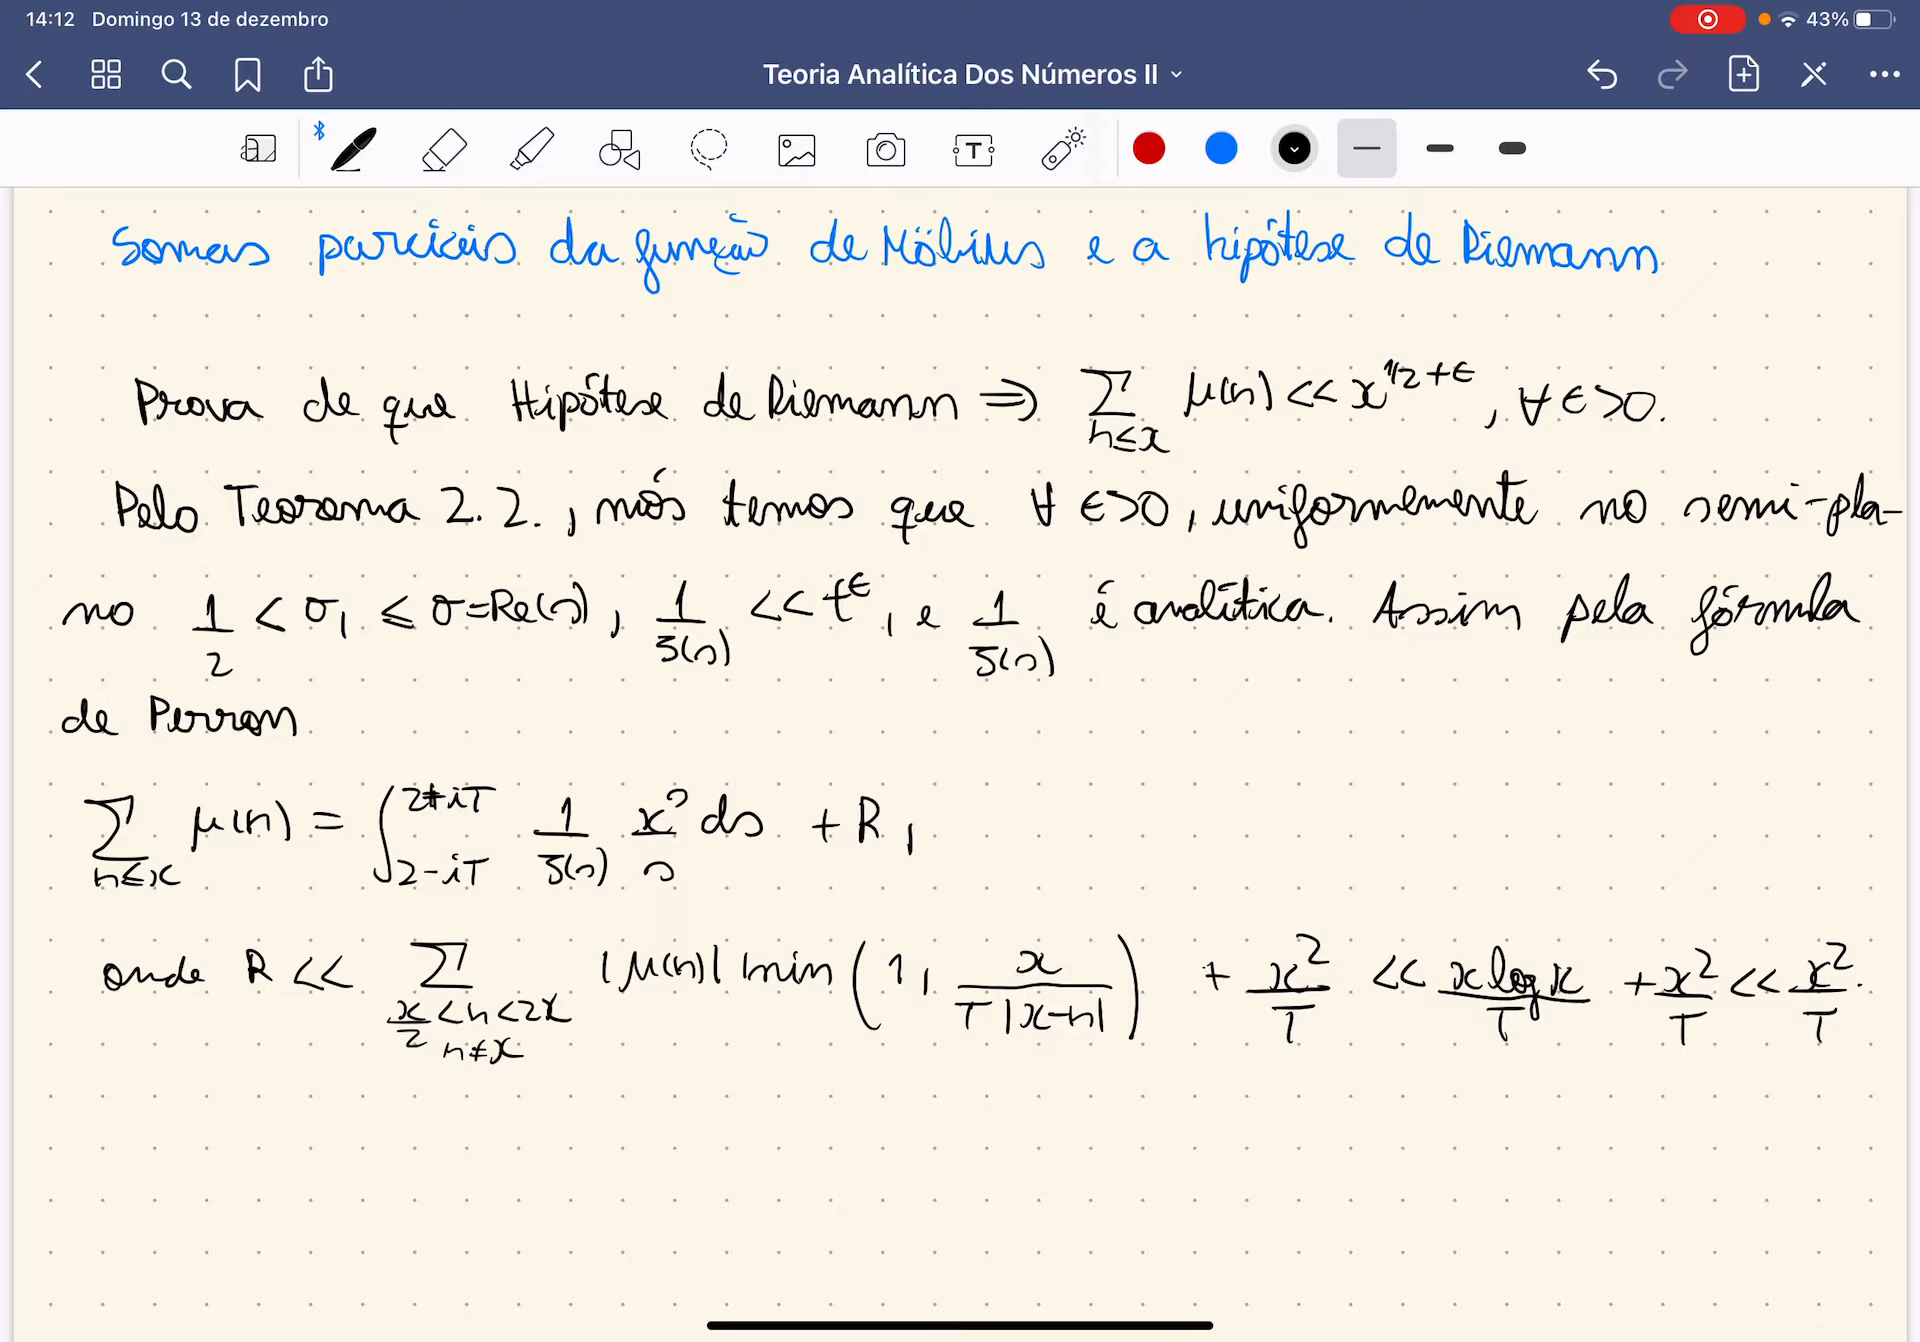 14:12 Domingo 13 de dezembro 43%
Teoria Analítica Dos Números II
Somas parciais da função de Möbius e a hipótese de Riemann
Prova de que Hipótese de Riemann ⇒ ∑_{n≤x} μ(n) << x^{1/2+ε}, ∀ε>0.
Pelo Teorema 2.2., nós temos que ∀ε>0, uniformemente no semi-pla-
no 1/2 < σ₁ ≤ σ=Re(s), 1/ζ(s) << t^ε, e 1/ζ(s) é analítica. Assim pela fórmula
de Perron
∑_{n≤x} μ(n) = ∫_{2-iT}^{2+iT} 1/ζ(s) x^s/s ds + R,
onde R << ∑_{x/2<n<2x, n≠x} |μ(n)| min(1, x/(T|x-n|)) + x²/T << x log x/T + x²/T << x²/T.